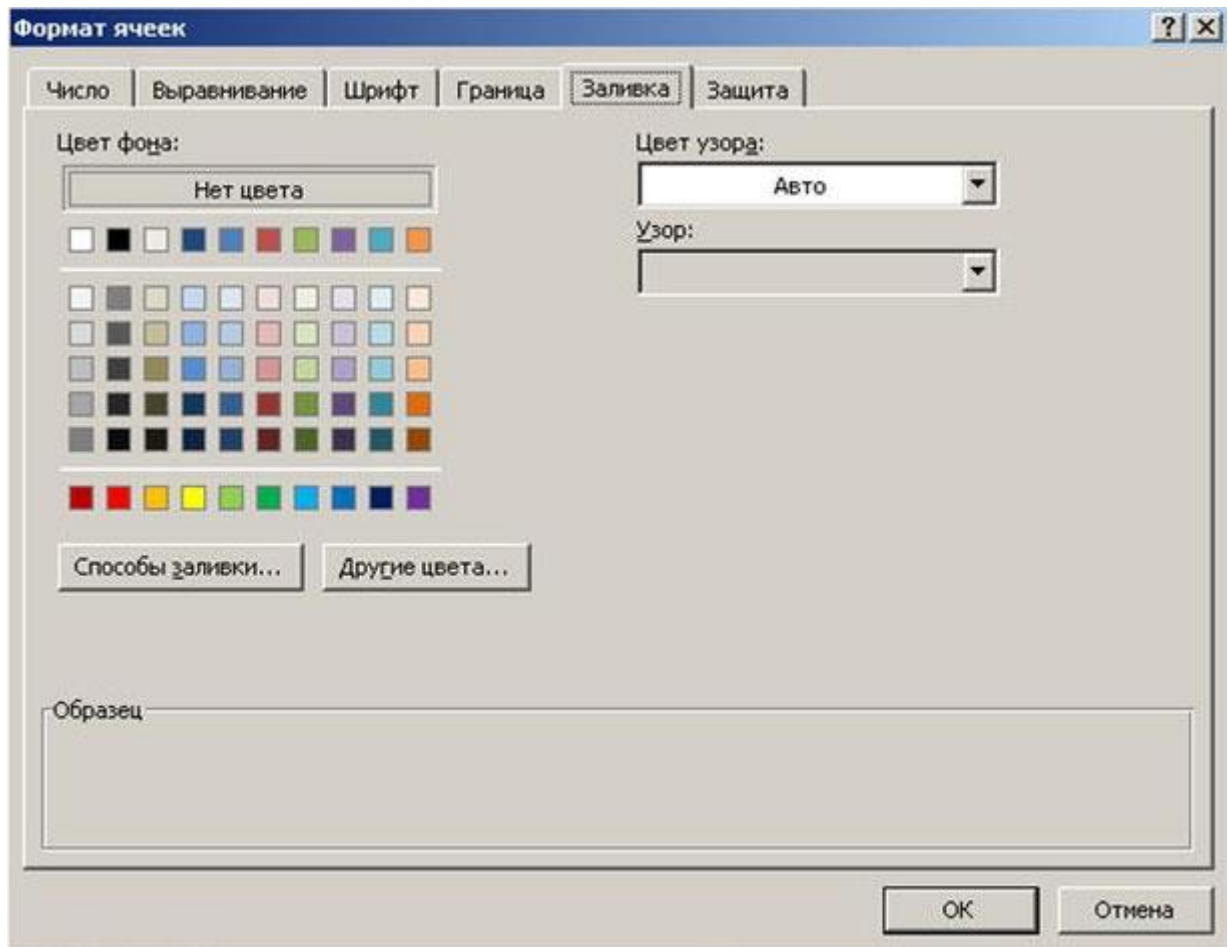 Формат ячеек
Число Выравнивание Шрифт Граница Заливка Защита
Цвет фона: Цвет узора:
Нет цвета Авто
Узор:
Способы заливки... Другие цвета...
Образец
ОК Отмена